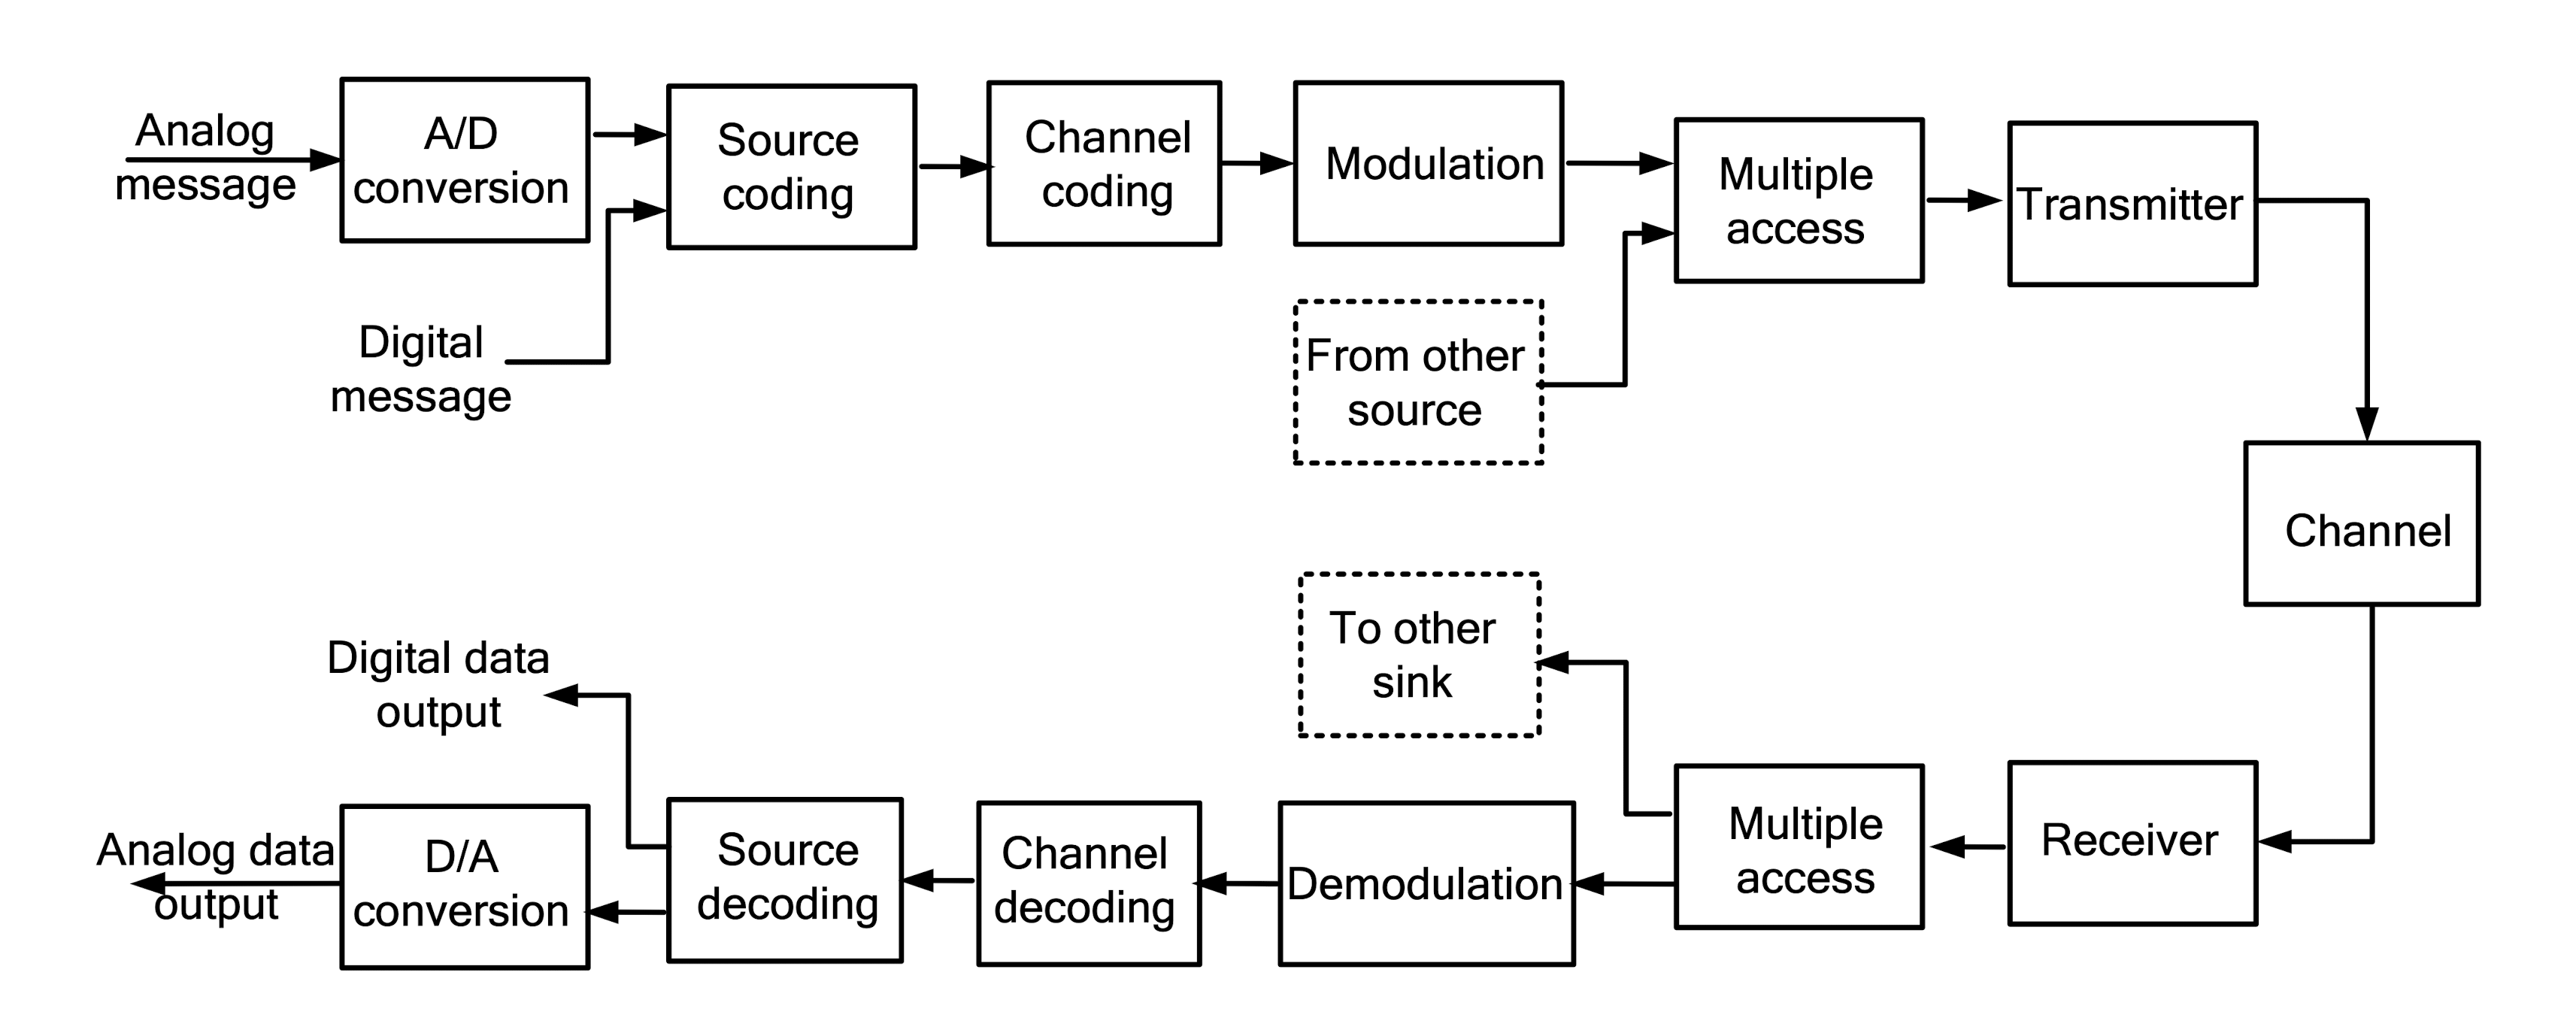 Analog
message
A/D
conversion
Source
coding
Channel
coding
Modulation
Multiple
access
Transmitter
Digital
message
From other
source
Channel
To other
sink
Digital data
output
Analog data
output
D/A
conversion
Source
decoding
Channel
decoding
Demodulation
Multiple
access
Receiver